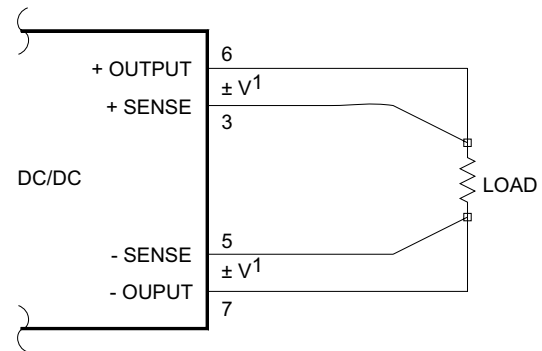 6
+ OUTPUT
± V1
+ SENSE
3
DC/DC
LOAD
5
- SENSE
± V1
- OUPUT
7